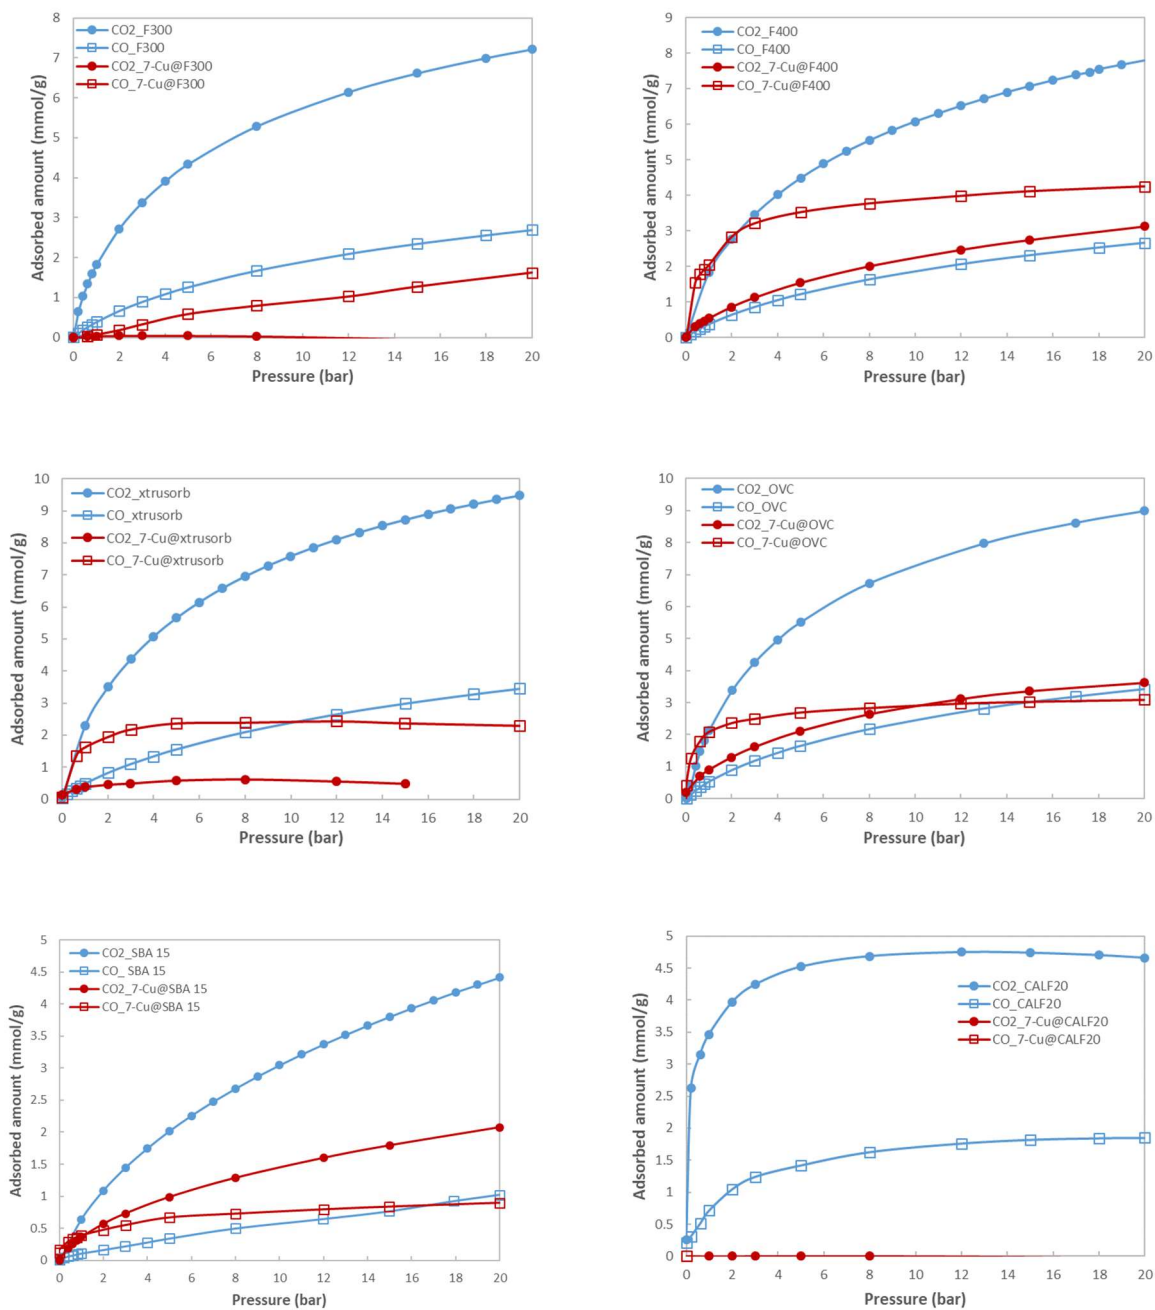 8
7
6
5
4
3
2
1
0
Adsorbed amount (mmol/g)
CO2_F300
CO_F300
CO2_7-Cu@F300
CO_7-Cu@F300
0 2 4 6 8 10 12 14 16 18 20
Pressure (bar)
9
8
7
6
5
4
3
2
1
0
Adsorbed amount (mmol/g)
CO2_F400
CO_F400
CO2_7-Cu@F400
CO_7-Cu@F400
0 2 4 6 8 10 12 14 16 18 20
Pressure (bar)
10
9
8
7
6
5
4
3
2
1
0
Adsorbed amount (mmol/g)
CO2_xtrusorb
CO_xtrusorb
CO2_7-Cu@xtrusorb
CO_7-Cu@xtrusorb
0 2 4 6 8 10 12 14 16 18 20
Pressure (bar)
10
9
8
7
6
5
4
3
2
1
0
Adsorbed amount (mmol/g)
CO2_OVC
CO_OVC
CO2_7-Cu@OVC
CO_7-Cu@OVC
0 2 4 6 8 10 12 14 16 18 20
Pressure (bar)
5
4.5
4
3.5
3
2.5
2
1.5
1
0.5
0
Adsorbed amount (mmol/g)
CO2_SBA 15
CO_ SBA 15
CO2_7-Cu@SBA 15
CO_7-Cu@SBA 15
0 2 4 6 8 10 12 14 16 18 20
Pressure (bar)
5
4.5
4
3.5
3
2.5
2
1.5
1
0.5
0
Adsorbed amount (mmol/g)
CO2_CALF20
CO_CALF20
CO2_7-Cu@CALF20
CO_7-Cu@CALF20
0 2 4 6 8 10 12 14 16 18 20
Pressure (bar)